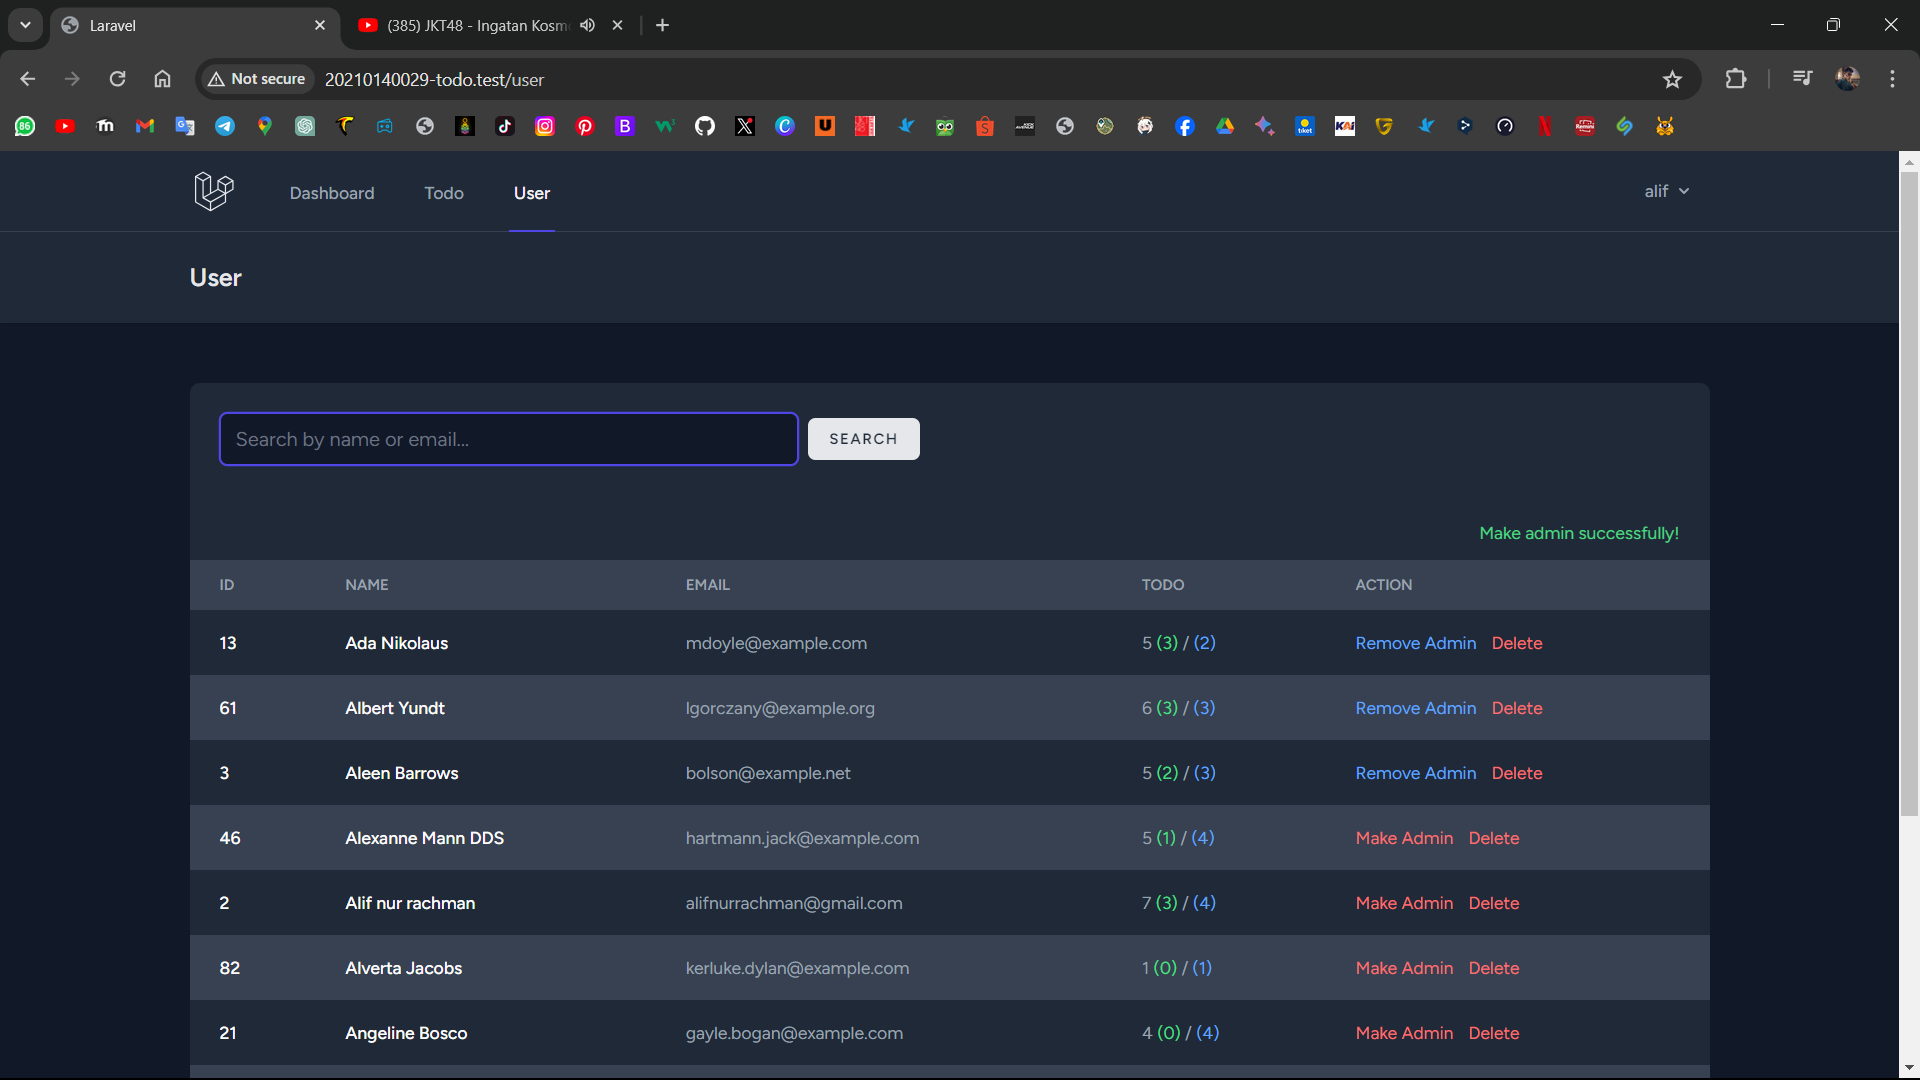 Laravel
(385) JKT48 - Ingatan Kosm
Not secure
20210140029-todo.test/user
Dashboard
Todo
User
alif
User
Search by name or email...
SEARCH
Make admin successfully!
ID NAME EMAIL TODO ACTION
13 Ada Nikolaus mdoyle@example.com 5 (3) / (2) Remove Admin Delete
61 Albert Yundt lgorczany@example.org 6 (3) / (3) Remove Admin Delete
3 Aleen Barrows bolson@example.net 5 (2) / (3) Remove Admin Delete
46 Alexanne Mann DDS hartmann.jack@example.com 5 (1) / (4) Make Admin Delete
2 Alif nur rachman alifnurrachman@gmail.com 7 (3) / (4) Make Admin Delete
82 Alverta Jacobs kerluke.dylan@example.com 1 (0) / (1) Make Admin Delete
21 Angeline Bosco gayle.bogan@example.com 4 (0) / (4) Make Admin Delete